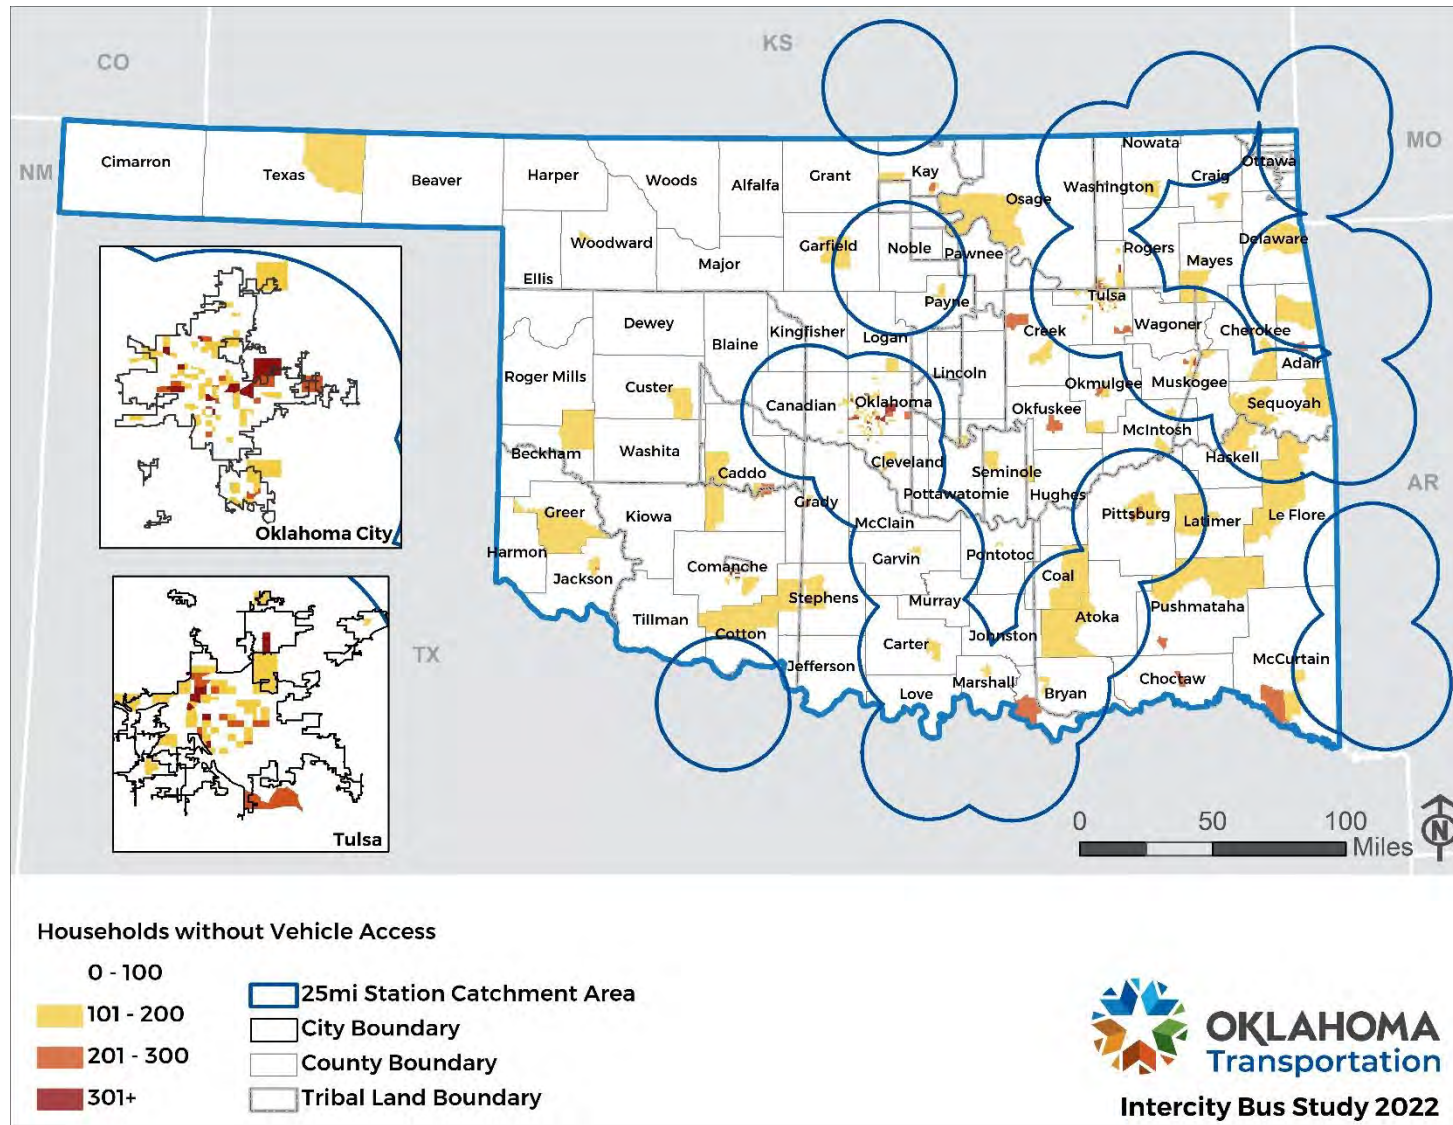 CO
KS
NM
MO
Cimarron
Texas
Beaver
Harper
Woods
Alfalfa
Grant
Kay
Osage
Nowata
Washington
Craig
Ottawa
Woodward
Major
Garfield
Noble
Pawnee
Rogers
Mayes
Delaware
Ellis
Dewey
Blaine
Kingfisher
Logan
Payne
Creek
Tulsa
Wagoner
Cherokee
Adair
Roger Mills
Custer
Canadian
Oklahoma
Lincoln
Okmulgee
Muskogee
Okfuskee
Sequoyah
Beckham
Washita
Caddo
Grady
Cleveland
Seminole
McIntosh
Haskell
AR
Pottawatomie
Hughes
Greer
Kiowa
McClain
Pittsburg
Latimer
Le Flore
Harmon
Jackson
Comanche
Garvin
Pontotoc
Coal
Tillman
Cotton
Stephens
Murray
Johnston
Atoka
Pushmataha
TX
Jefferson
Carter
Love
Marshall
Bryan
Choctaw
McCurtain
Oklahoma City
Tulsa
0 50 100
Miles
N
Households without Vehicle Access
0 - 100
101 - 200
201 - 300
301+
25mi Station Catchment Area
City Boundary
County Boundary
Tribal Land Boundary
OKLAHOMA
Transportation
Intercity Bus Study 2022